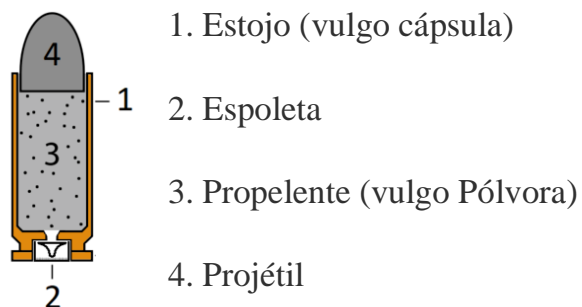 4
1
3
2
1. Estojo (vulgo cápsula)
2. Espoleta
3. Propelente (vulgo Pólvora)
4. Projétil